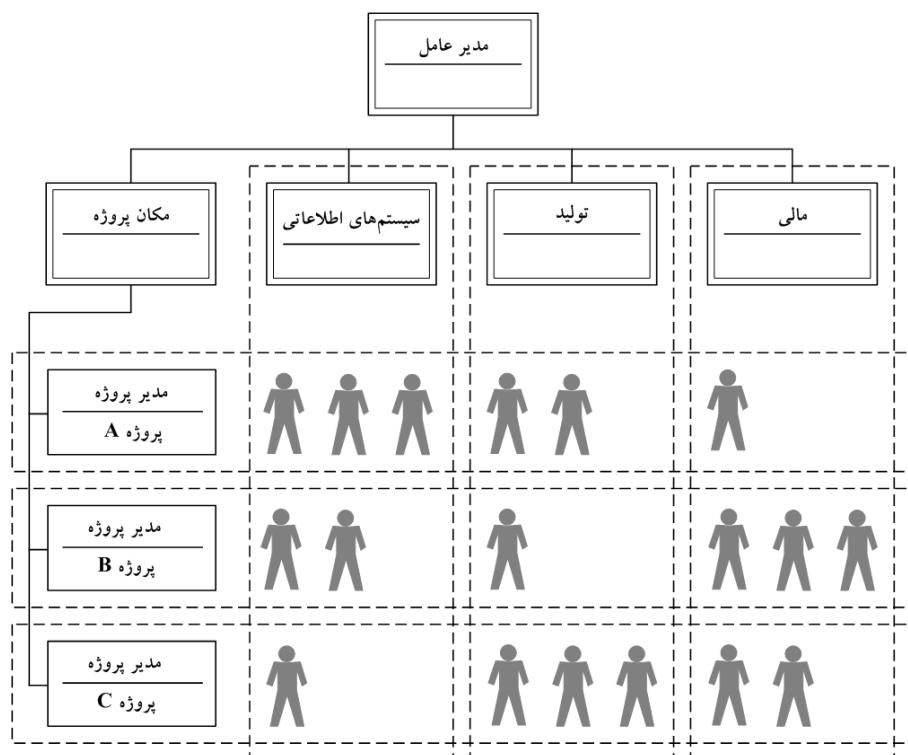 مدیر عامل
مالی
تولید
سیستم‌های اطلاعاتی
مکان پروژه
مدیر پروژه
پروژه A
مدیر پروژه
پروژه B
مدیر پروژه
پروژه C